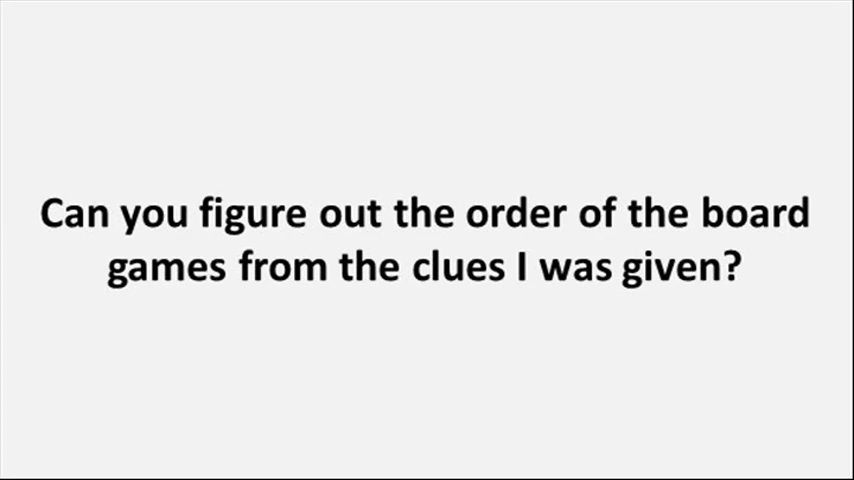 Can you figure out the order of the board
games from the clues I was given?